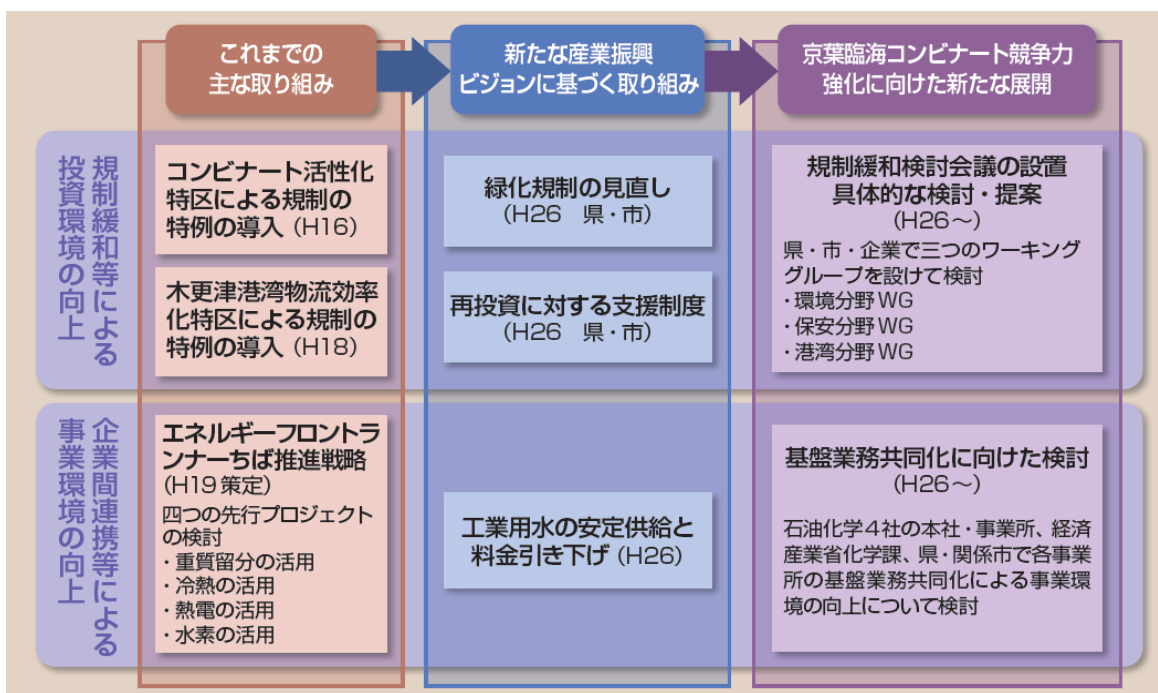 これまでの
主な取り組み
新たな産業振興
ビジョンに基づく取り組み
京葉臨海コンビナート競争力
強化に向けた新たな展開
規制緩和等による
投資環境の向上
コンビナート活性化
特区による規制の
特例の導入（H16）
木更津港湾物流効率
化特区による規制の
特例の導入（H18）
緑化規制の見直し
（H26　県・市）
再投資に対する支援制度
（H26　県・市）
規制緩和検討会議の設置
具体的な検討・提案
（H26～）
県・市・企業で三つのワーキング
グループを設けて検討
・環境分野WG
・保安分野WG
・港湾分野WG
企業間連携等による
事業環境の向上
エネルギーフロントラ
ンナーちば推進戦略
（H19策定）
四つの先行プロジェクト
の検討
・重質留分の活用
・冷熱の活用
・熱電の活用
・水素の活用
工業用水の安定供給と
料金引き下げ（H26）
基盤業務共同化に向けた検討
（H26～）
石油化学４社の本社・事業所、経済
産業省化学課、県・関係市で各事業
所の基盤業務共同化による事業環
境の向上について検討